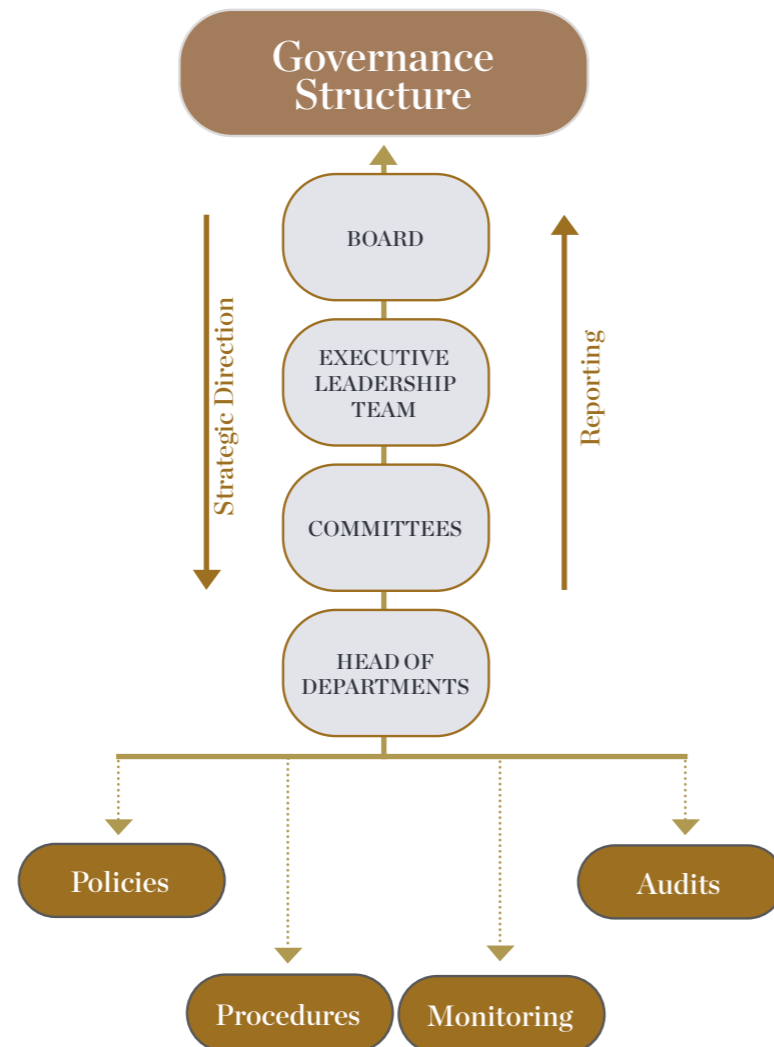 Governance
Structure
BOARD
Strategic Direction
Reporting
EXECUTIVE
LEADERSHIP
TEAM
COMMITTEES
HEAD OF
DEPARTMENTS
Policies
Audits
Procedures
Monitoring